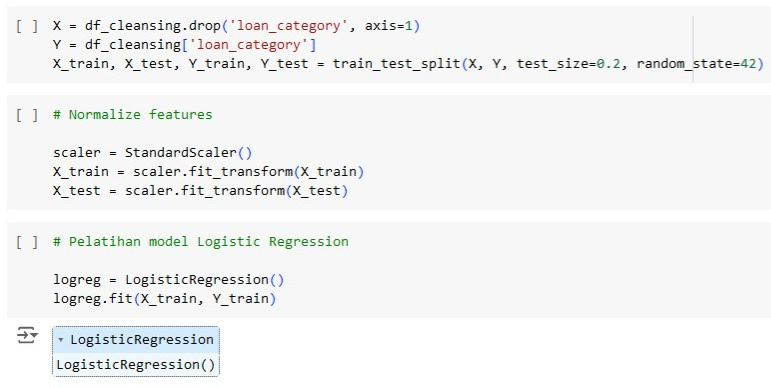 [ ] X = df_cleansing.drop('loan_category', axis=1)
Y = df_cleansing['loan_category']
X_train, X_test, Y_train, Y_test = train_test_split(X, Y, test_size=0.2, random_state=42)
[ ] # Normalize features
scaler = StandardScaler()
X_train = scaler.fit_transform(X_train)
X_test = scaler.fit_transform(X_test)
[ ] # Pelatihan model Logistic Regression
logreg = LogisticRegression()
logreg.fit(X_train, Y_train)
▾ LogisticRegression
LogisticRegression()